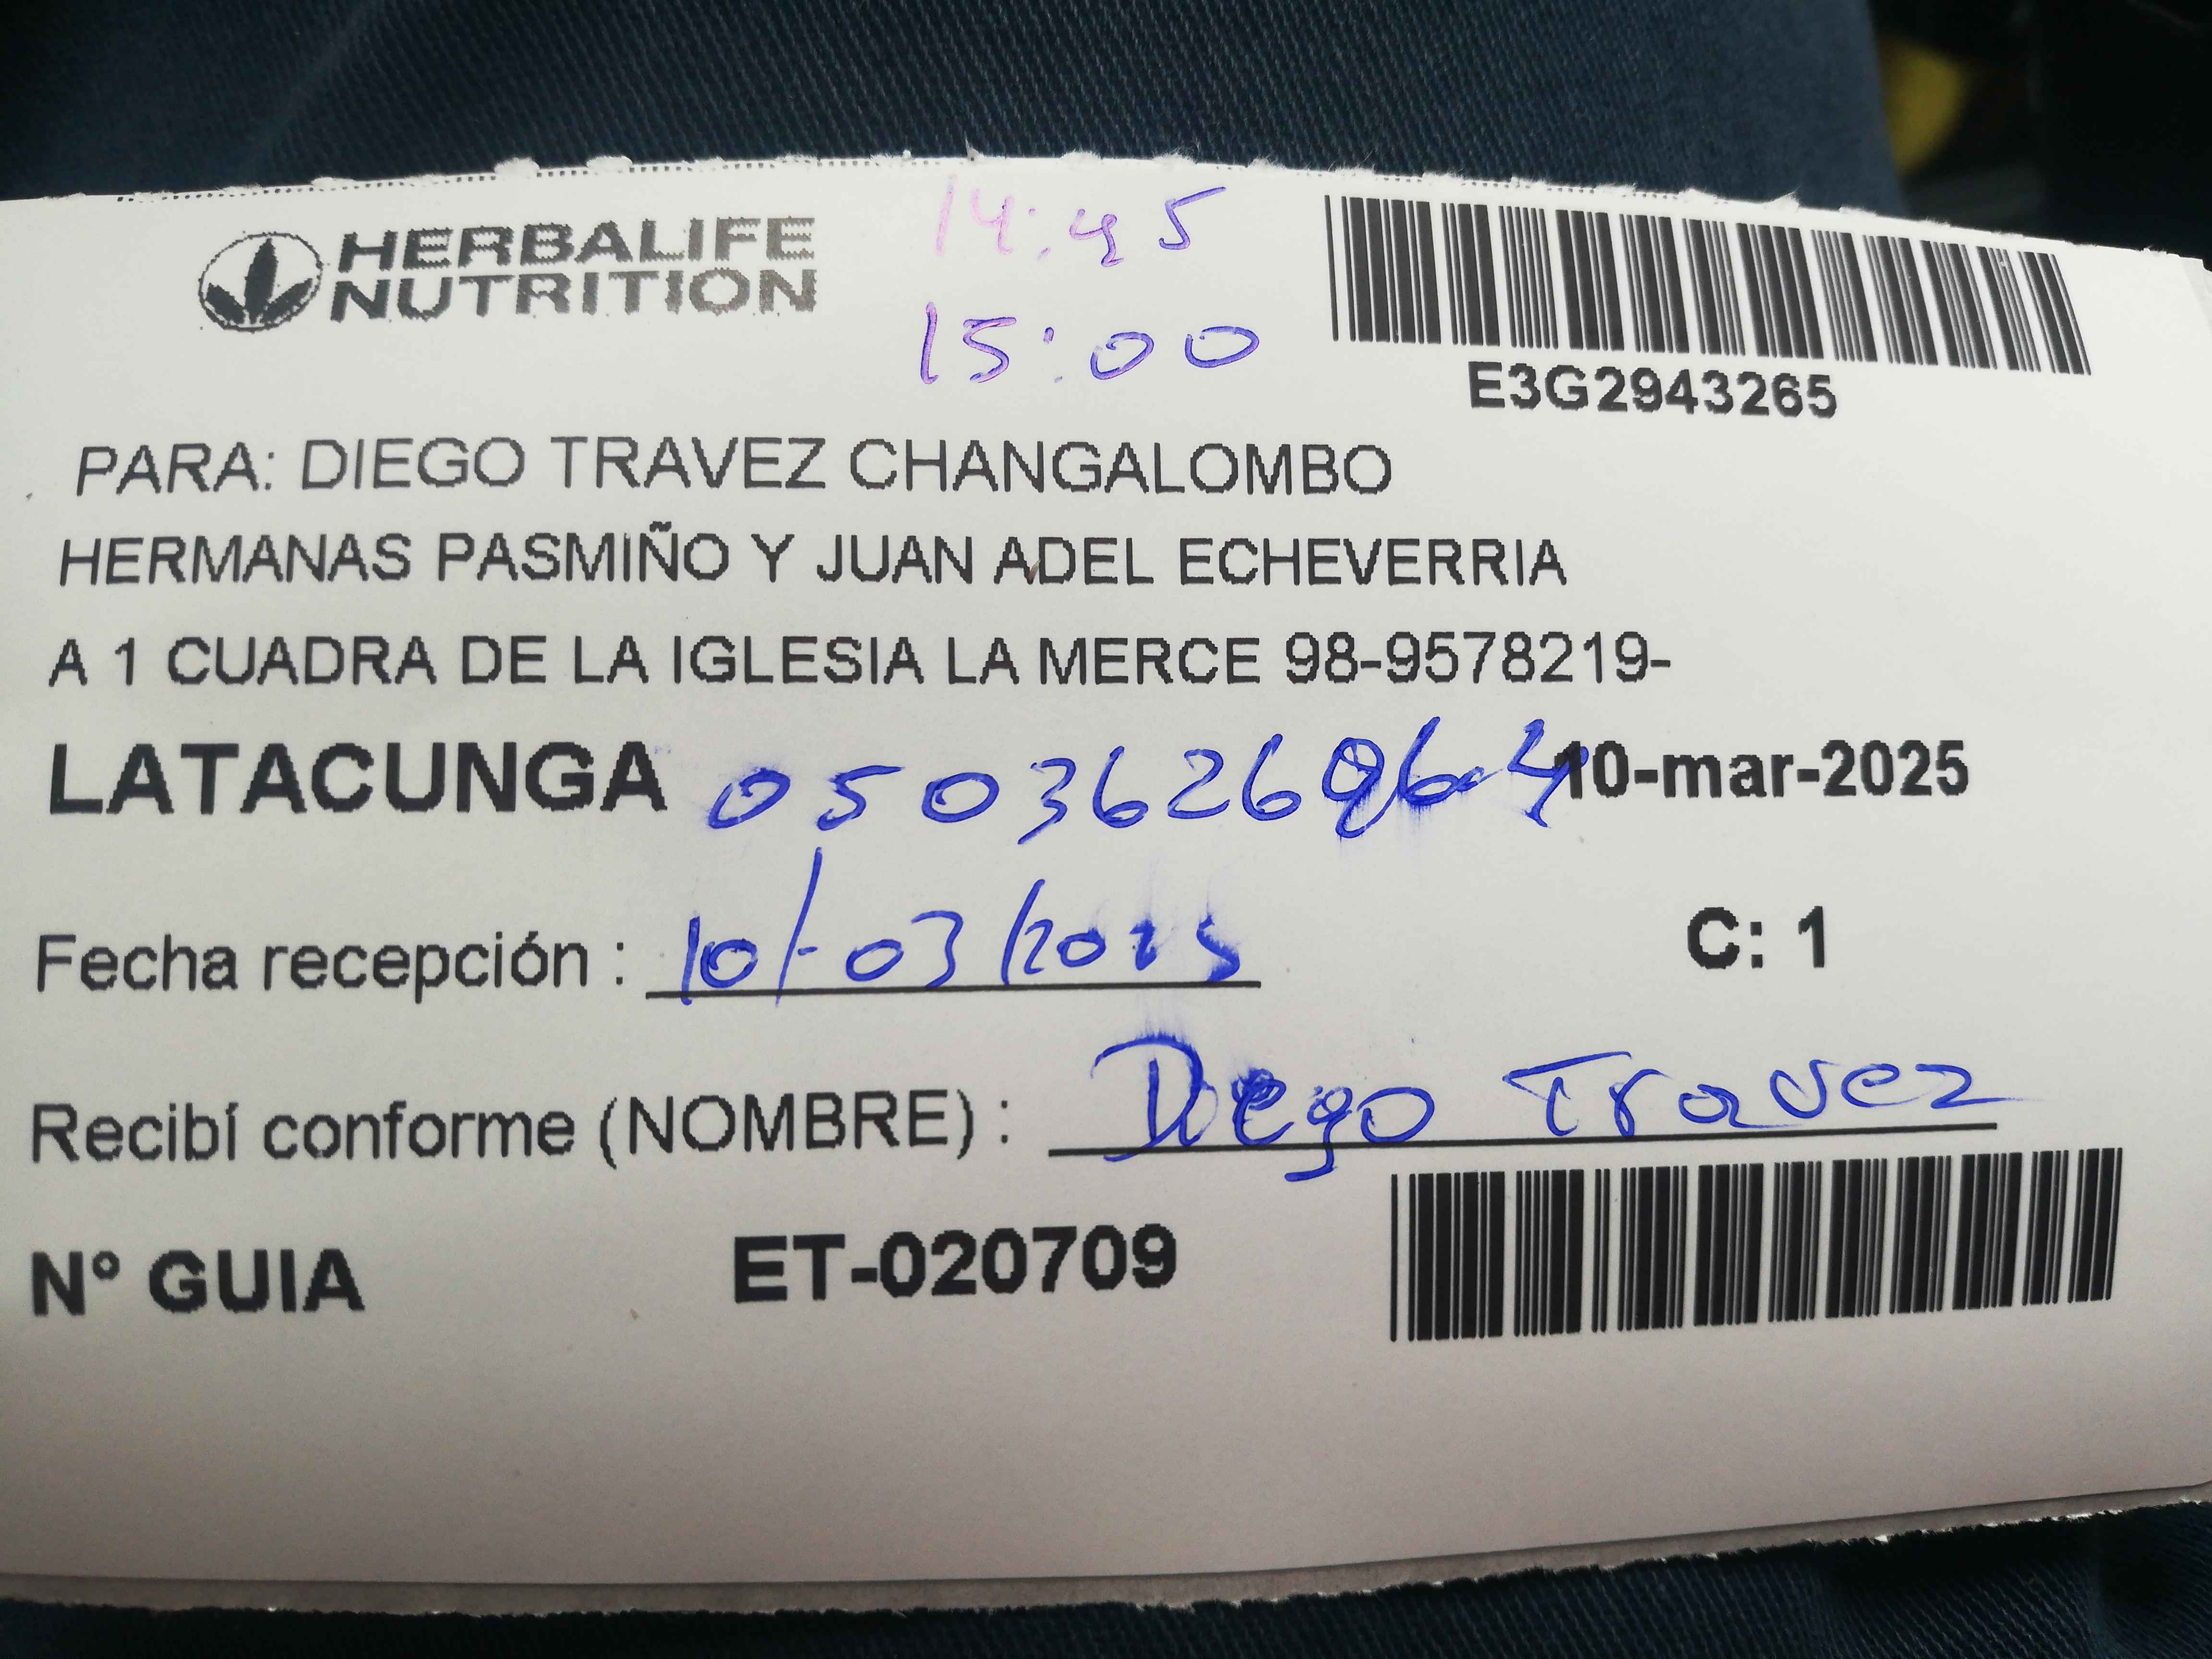 HERBALIFE
NUTRITION
14:45
15:00
E3G2943265
PARA: DIEGO TRAVEZ CHANGALOMBO
HERMANAS PASMIÑO Y JUAN ADEL ECHEVERRIA
A 1 CUADRA DE LA IGLESIA LA MERCE 98-9578219-
LATACUNGA 10-mar-2025
Fecha recepción : 10/-03/2025
C: 1
Recibí conforme (NOMBRE) : Diego Travez
N° GUIA ET-020709